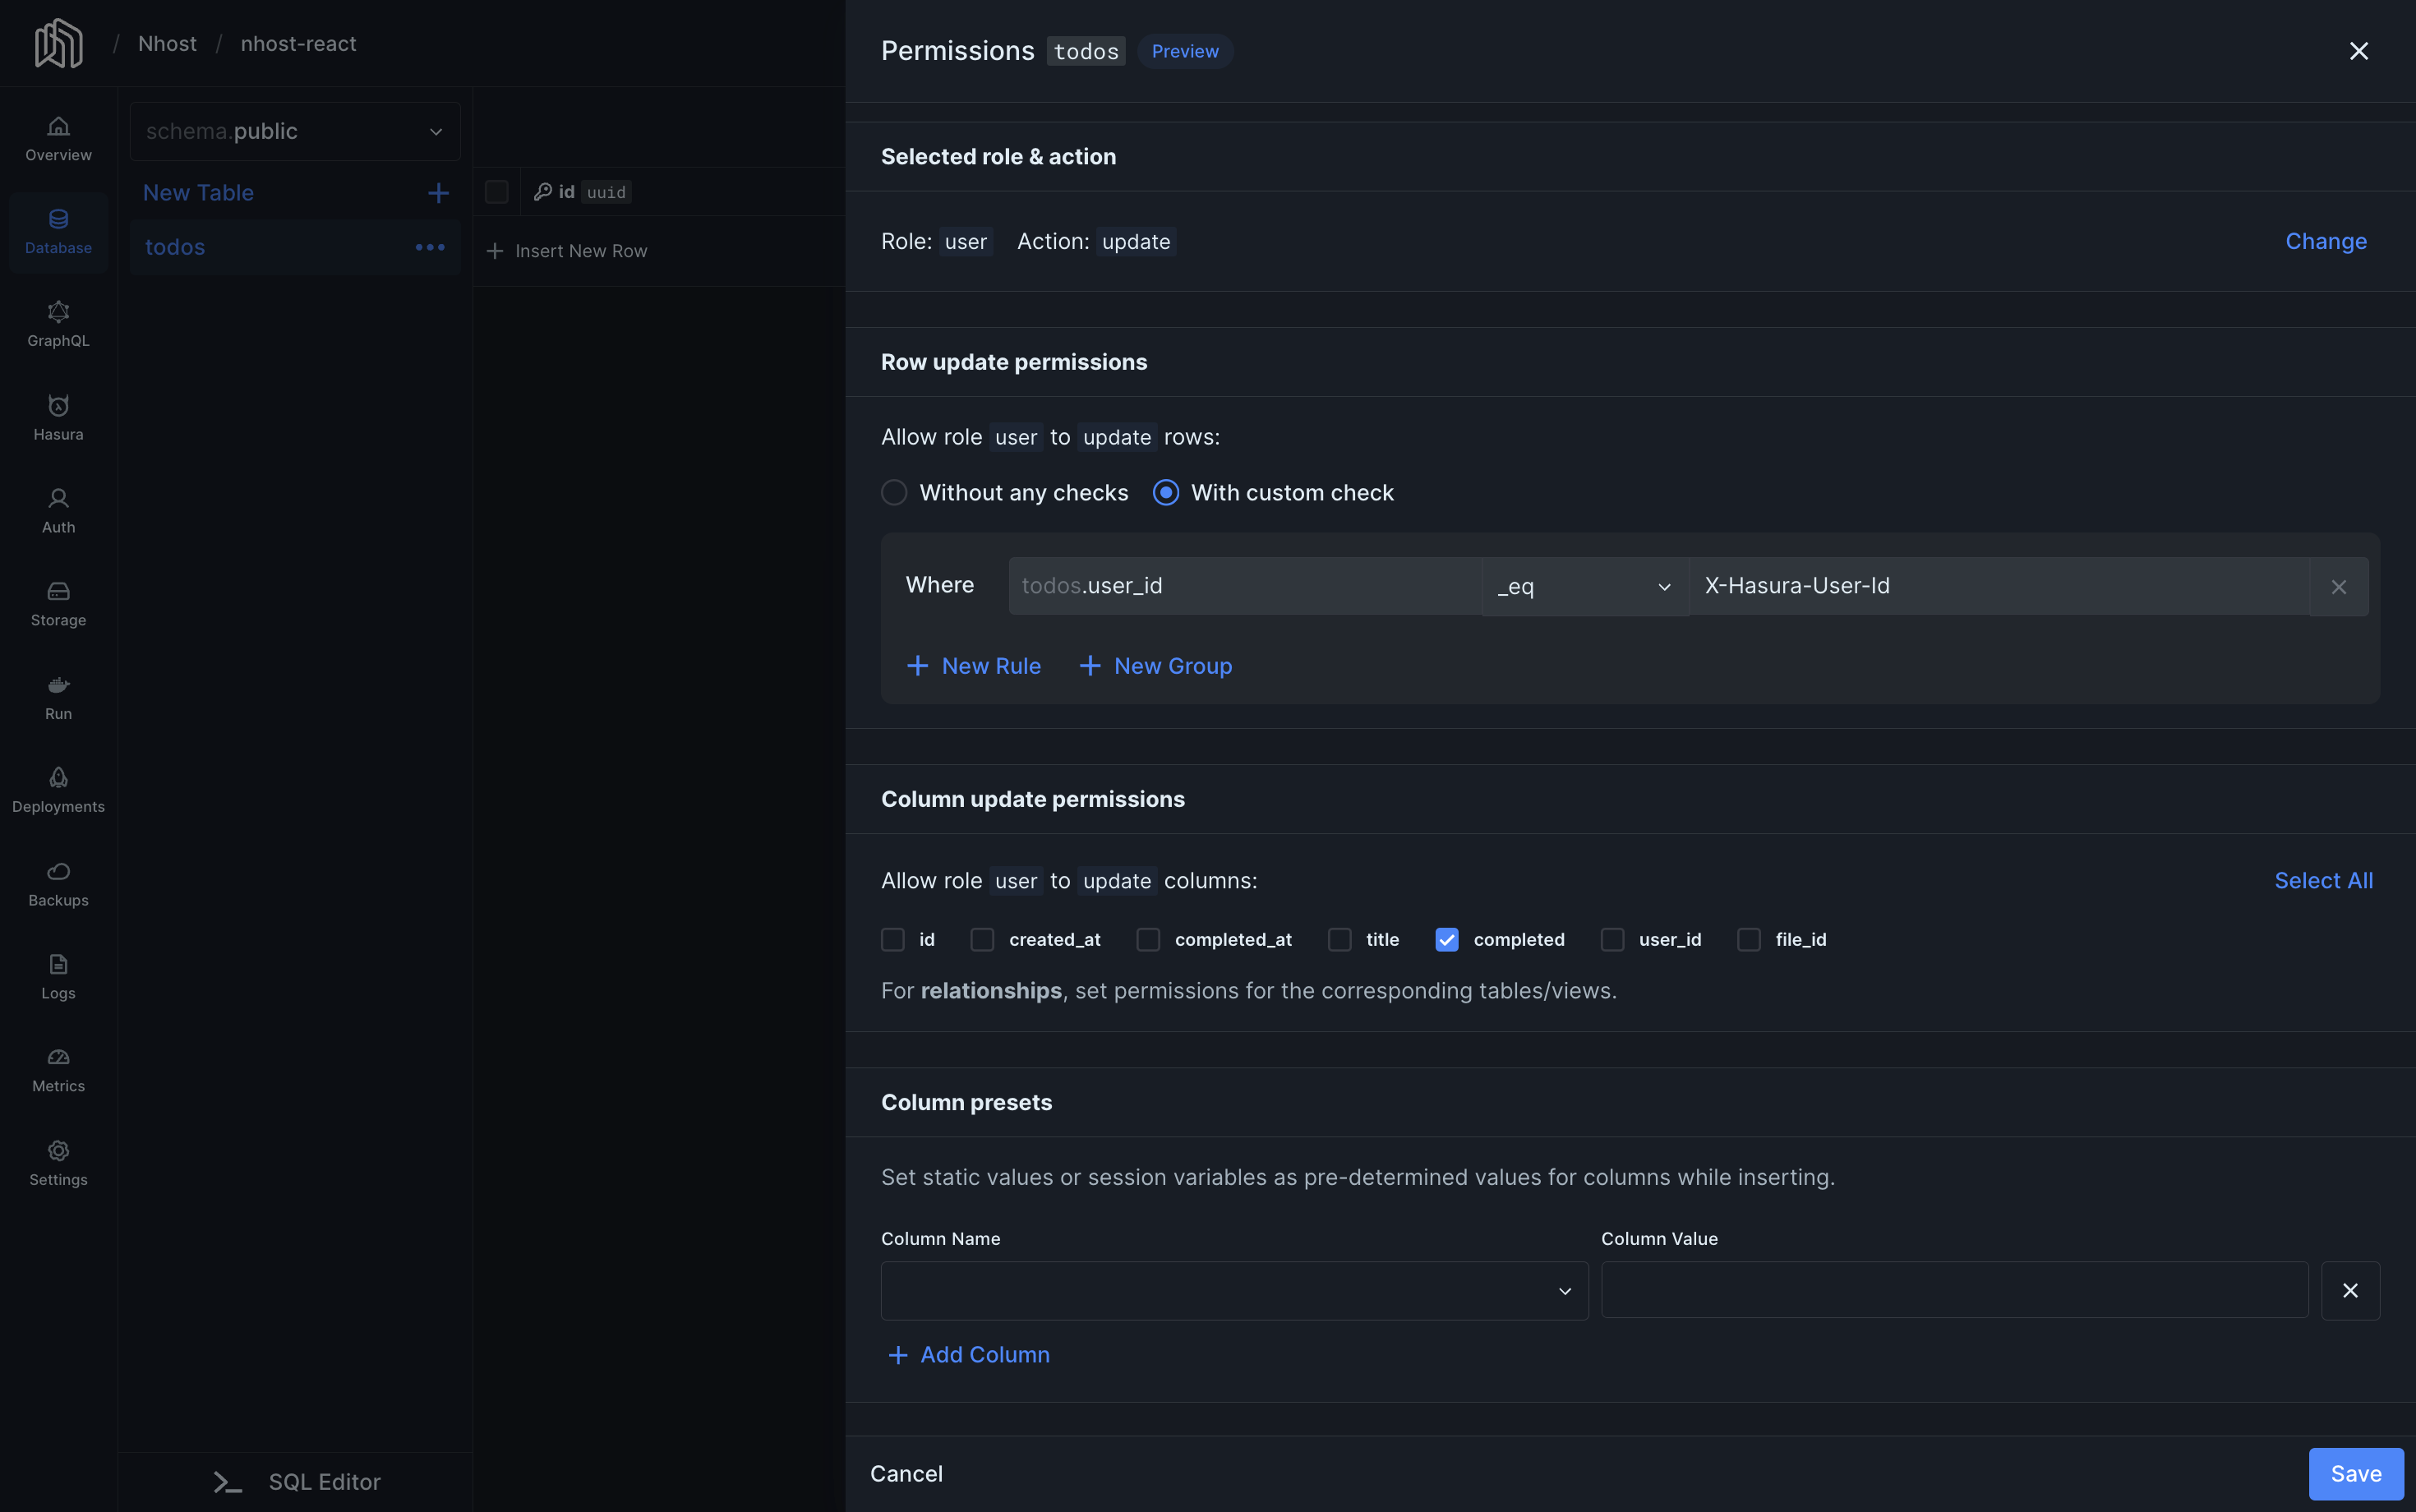 / Nhost / nhost-react
Overview
Database
GraphQL
Hasura
Auth
Storage
Run
Deployments
Backups
Logs
Metrics
Settings
schema.public
New Table
todos
SQL Editor
id uuid
Insert New Row
Permissions todos Preview
Selected role & action
Role: user Action: update Change
Row update permissions
Allow role user to update rows:
Without any checks With custom check
Where todos.user_id _eq X-Hasura-User-Id
New Rule New Group
Column update permissions
Allow role user to update columns: Select All
id created_at completed_at title completed user_id file_id
For relationships, set permissions for the corresponding tables/views.
Column presets
Set static values or session variables as pre-determined values for columns while inserting.
Column Name Column Value
Add Column
Cancel Save